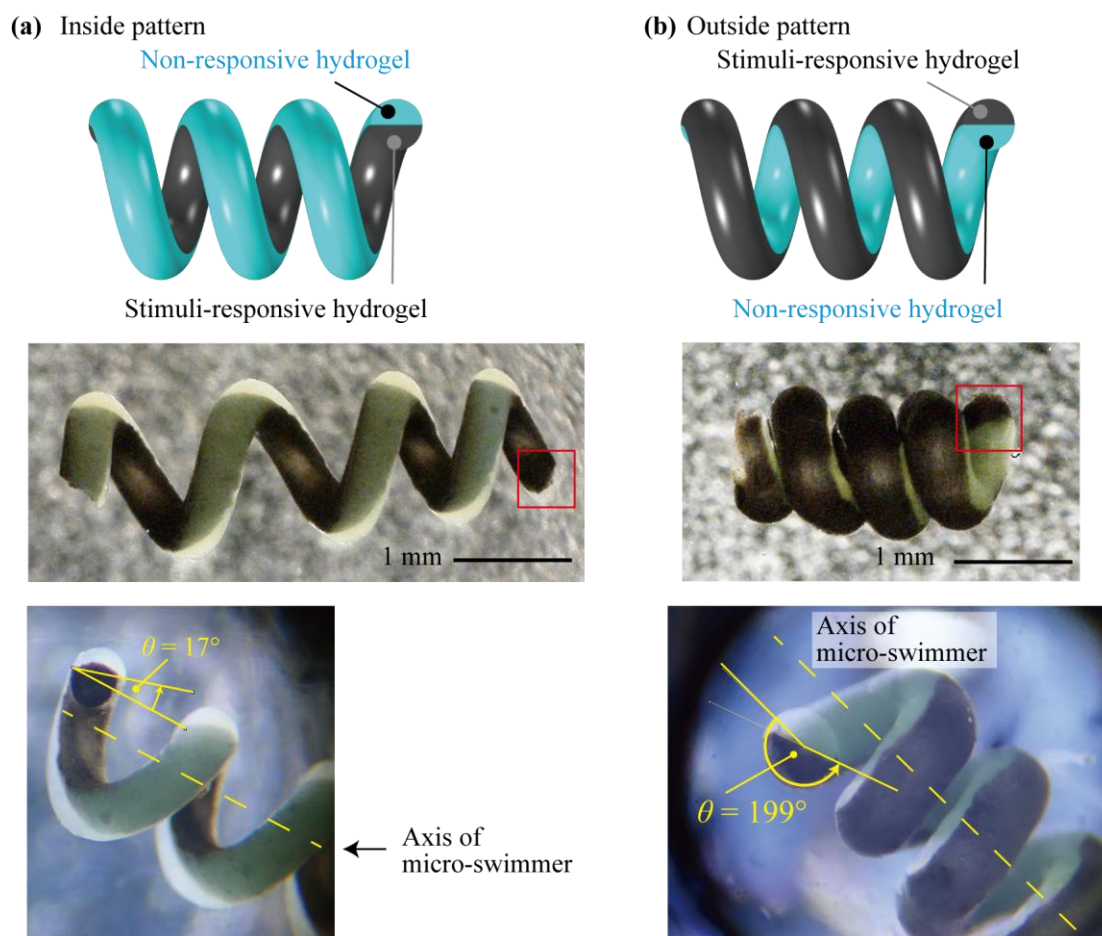 (a) Inside pattern
Non-responsive hydrogel
Stimuli-responsive hydrogel
1 mm
θ = 17°
Axis of
micro-swimmer
(b) Outside pattern
Stimuli-responsive hydrogel
Non-responsive hydrogel
1 mm
Axis of
micro-swimmer
θ = 199°